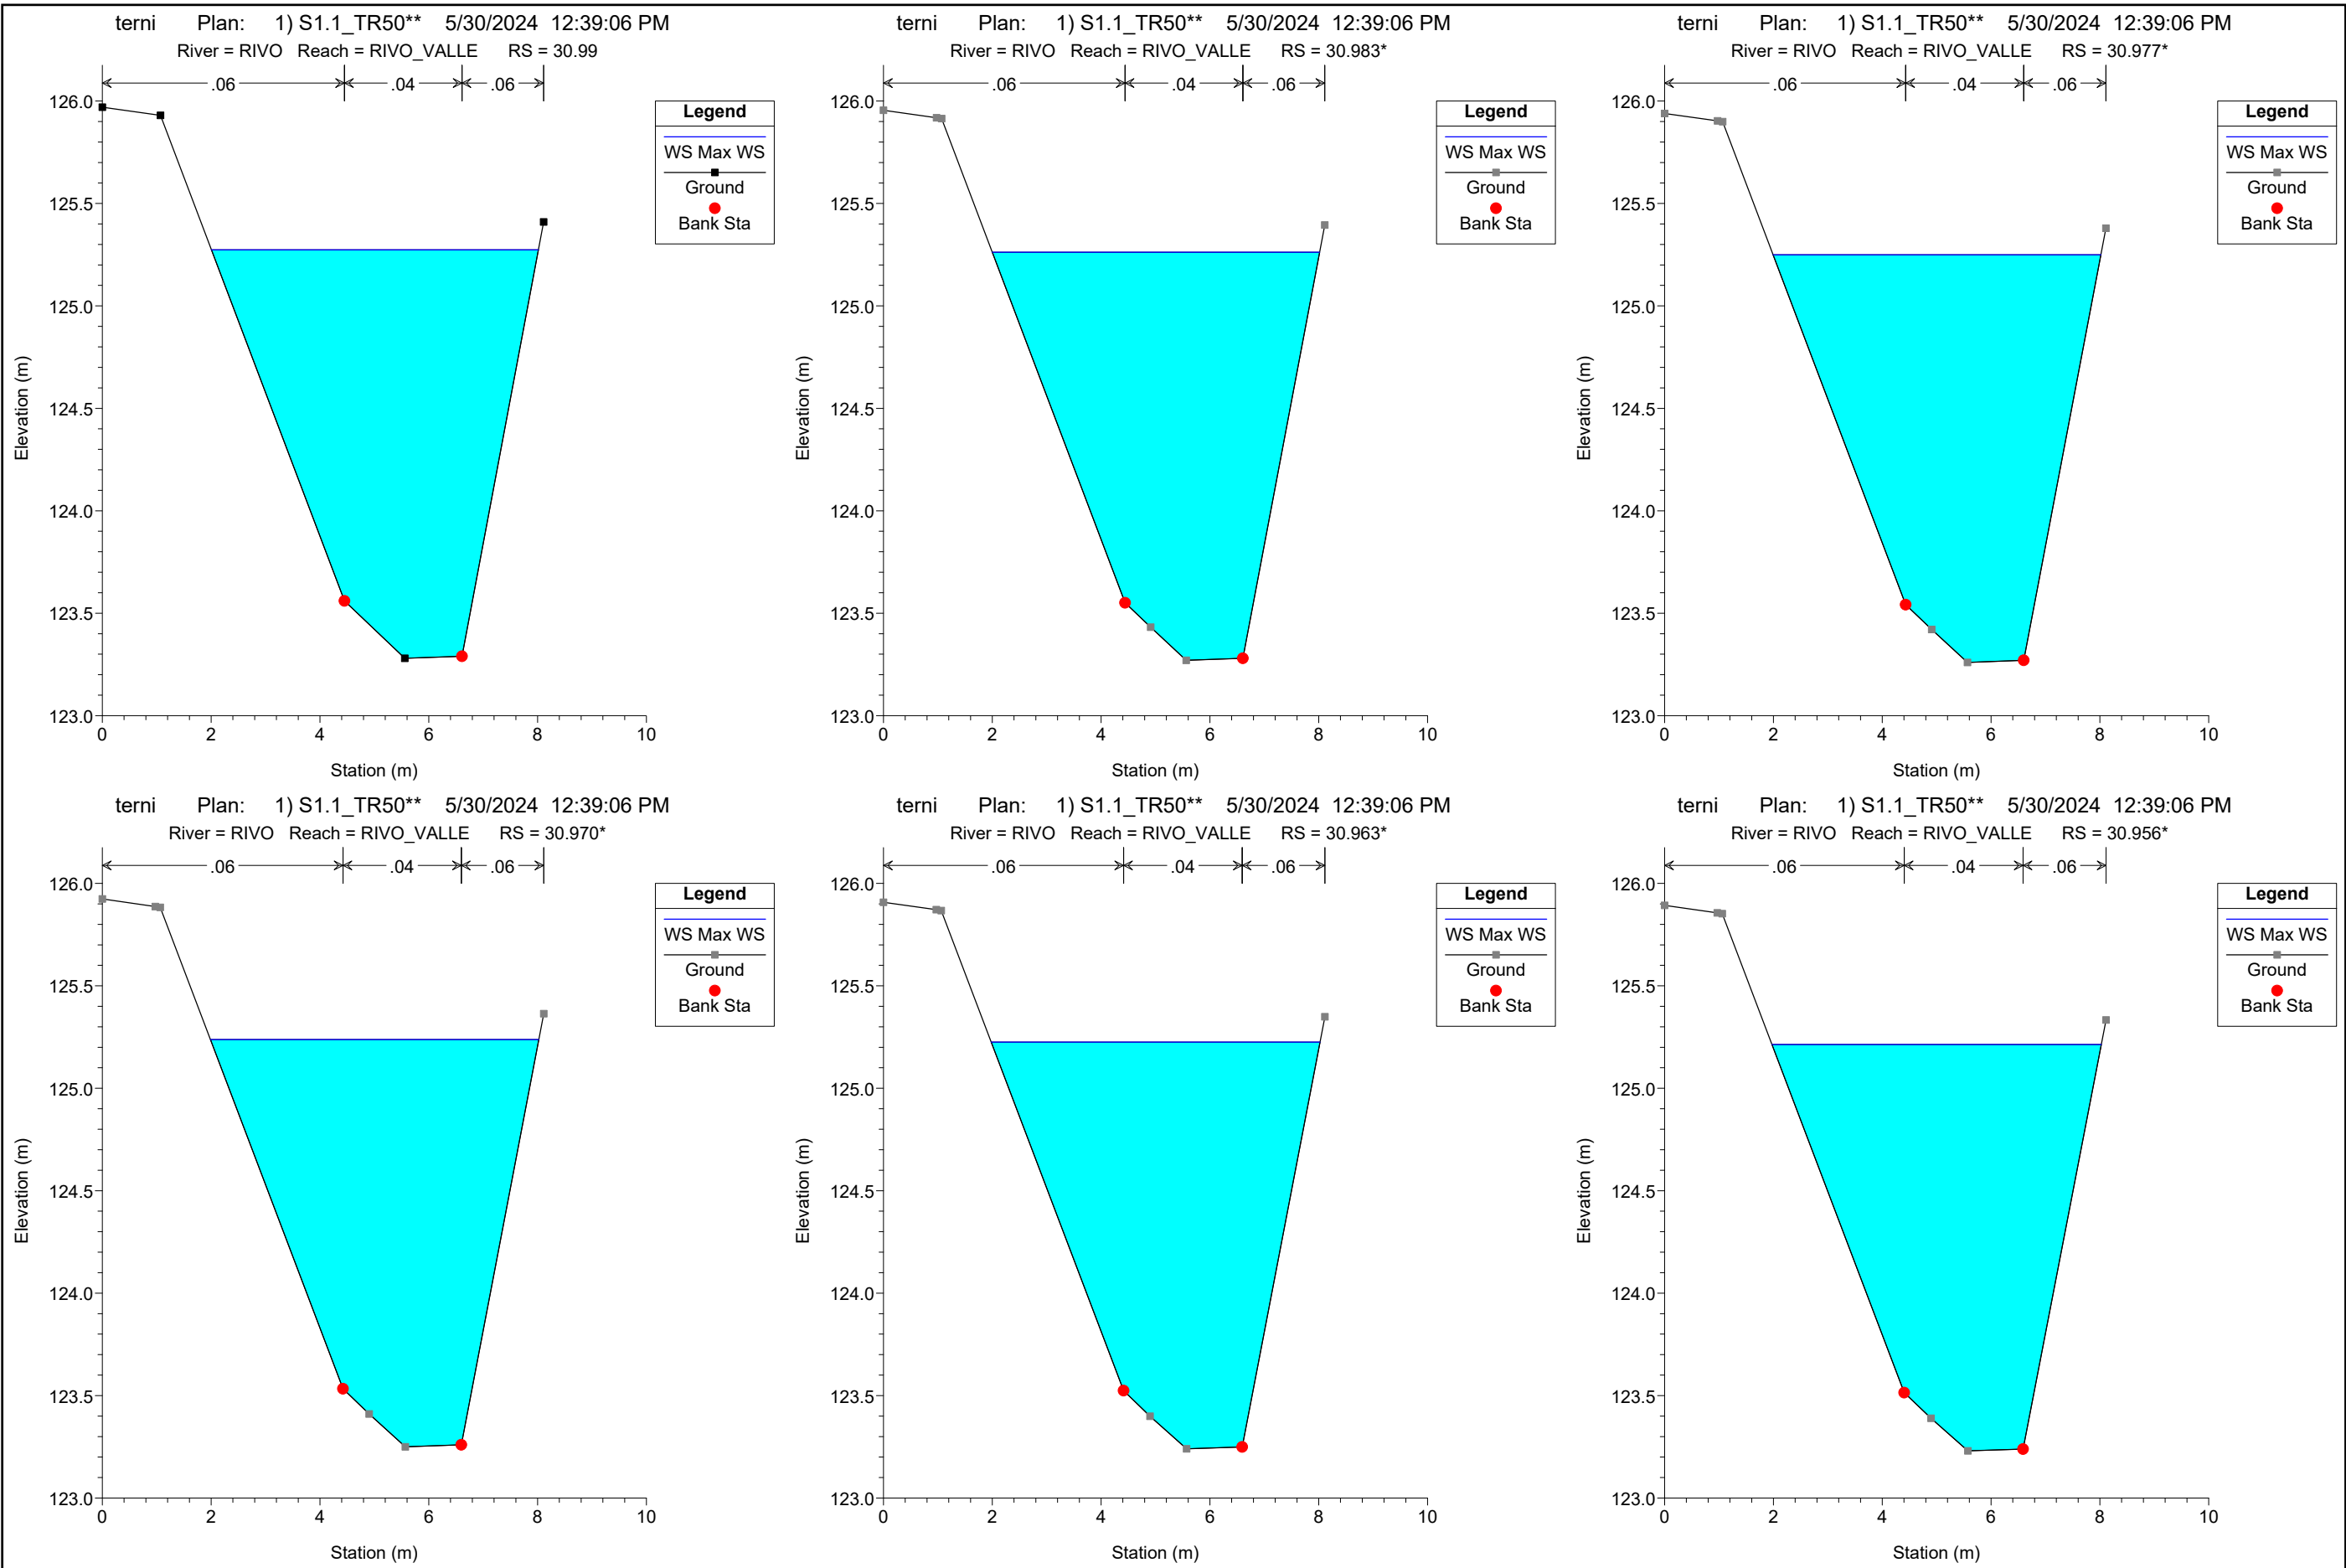 terni Plan: 1) S1.1_TR50** 5/30/2024 12:39:06 PM
River = RIVO Reach = RIVO_VALLE RS = 30.99
.06 .04 .06
126.0
125.5
125.0
124.5
124.0
123.5
123.0
Elevation (m)
0 2 4 6 8 10
Station (m)
Legend
WS Max WS
Ground
Bank Sta
terni Plan: 1) S1.1_TR50** 5/30/2024 12:39:06 PM
River = RIVO Reach = RIVO_VALLE RS = 30.983*
.06 .04 .06
126.0
125.5
125.0
124.5
124.0
123.5
123.0
Elevation (m)
0 2 4 6 8 10
Station (m)
Legend
WS Max WS
Ground
Bank Sta
terni Plan: 1) S1.1_TR50** 5/30/2024 12:39:06 PM
River = RIVO Reach = RIVO_VALLE RS = 30.977*
.06 .04 .06
126.0
125.5
125.0
124.5
124.0
123.5
123.0
Elevation (m)
0 2 4 6 8 10
Station (m)
Legend
WS Max WS
Ground
Bank Sta
terni Plan: 1) S1.1_TR50** 5/30/2024 12:39:06 PM
River = RIVO Reach = RIVO_VALLE RS = 30.970*
.06 .04 .06
126.0
125.5
125.0
124.5
124.0
123.5
123.0
Elevation (m)
0 2 4 6 8 10
Station (m)
Legend
WS Max WS
Ground
Bank Sta
terni Plan: 1) S1.1_TR50** 5/30/2024 12:39:06 PM
River = RIVO Reach = RIVO_VALLE RS = 30.963*
.06 .04 .06
126.0
125.5
125.0
124.5
124.0
123.5
123.0
Elevation (m)
0 2 4 6 8 10
Station (m)
Legend
WS Max WS
Ground
Bank Sta
terni Plan: 1) S1.1_TR50** 5/30/2024 12:39:06 PM
River = RIVO Reach = RIVO_VALLE RS = 30.956*
.06 .04 .06
126.0
125.5
125.0
124.5
124.0
123.5
123.0
Elevation (m)
0 2 4 6 8 10
Station (m)
Legend
WS Max WS
Ground
Bank Sta